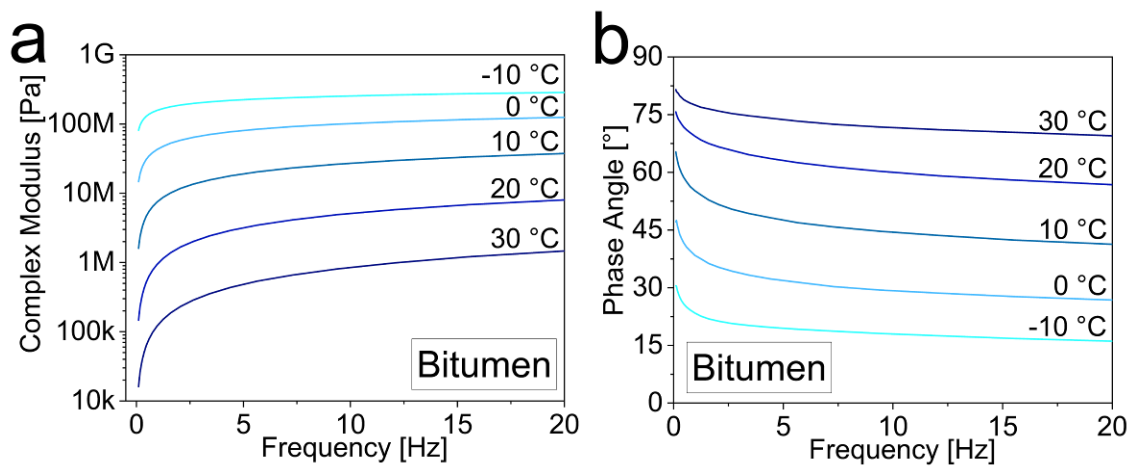 a
Complex Modulus [Pa]
1G
100M
10M
1M
100k
10k
-10 °C
0 °C
10 °C
20 °C
30 °C
Bitumen
0
5
10
15
20
Frequency [Hz]
b
Phase Angle [°]
90
75
60
45
30
15
0
30 °C
20 °C
10 °C
0 °C
-10 °C
Bitumen
0
5
10
15
20
Frequency [Hz]